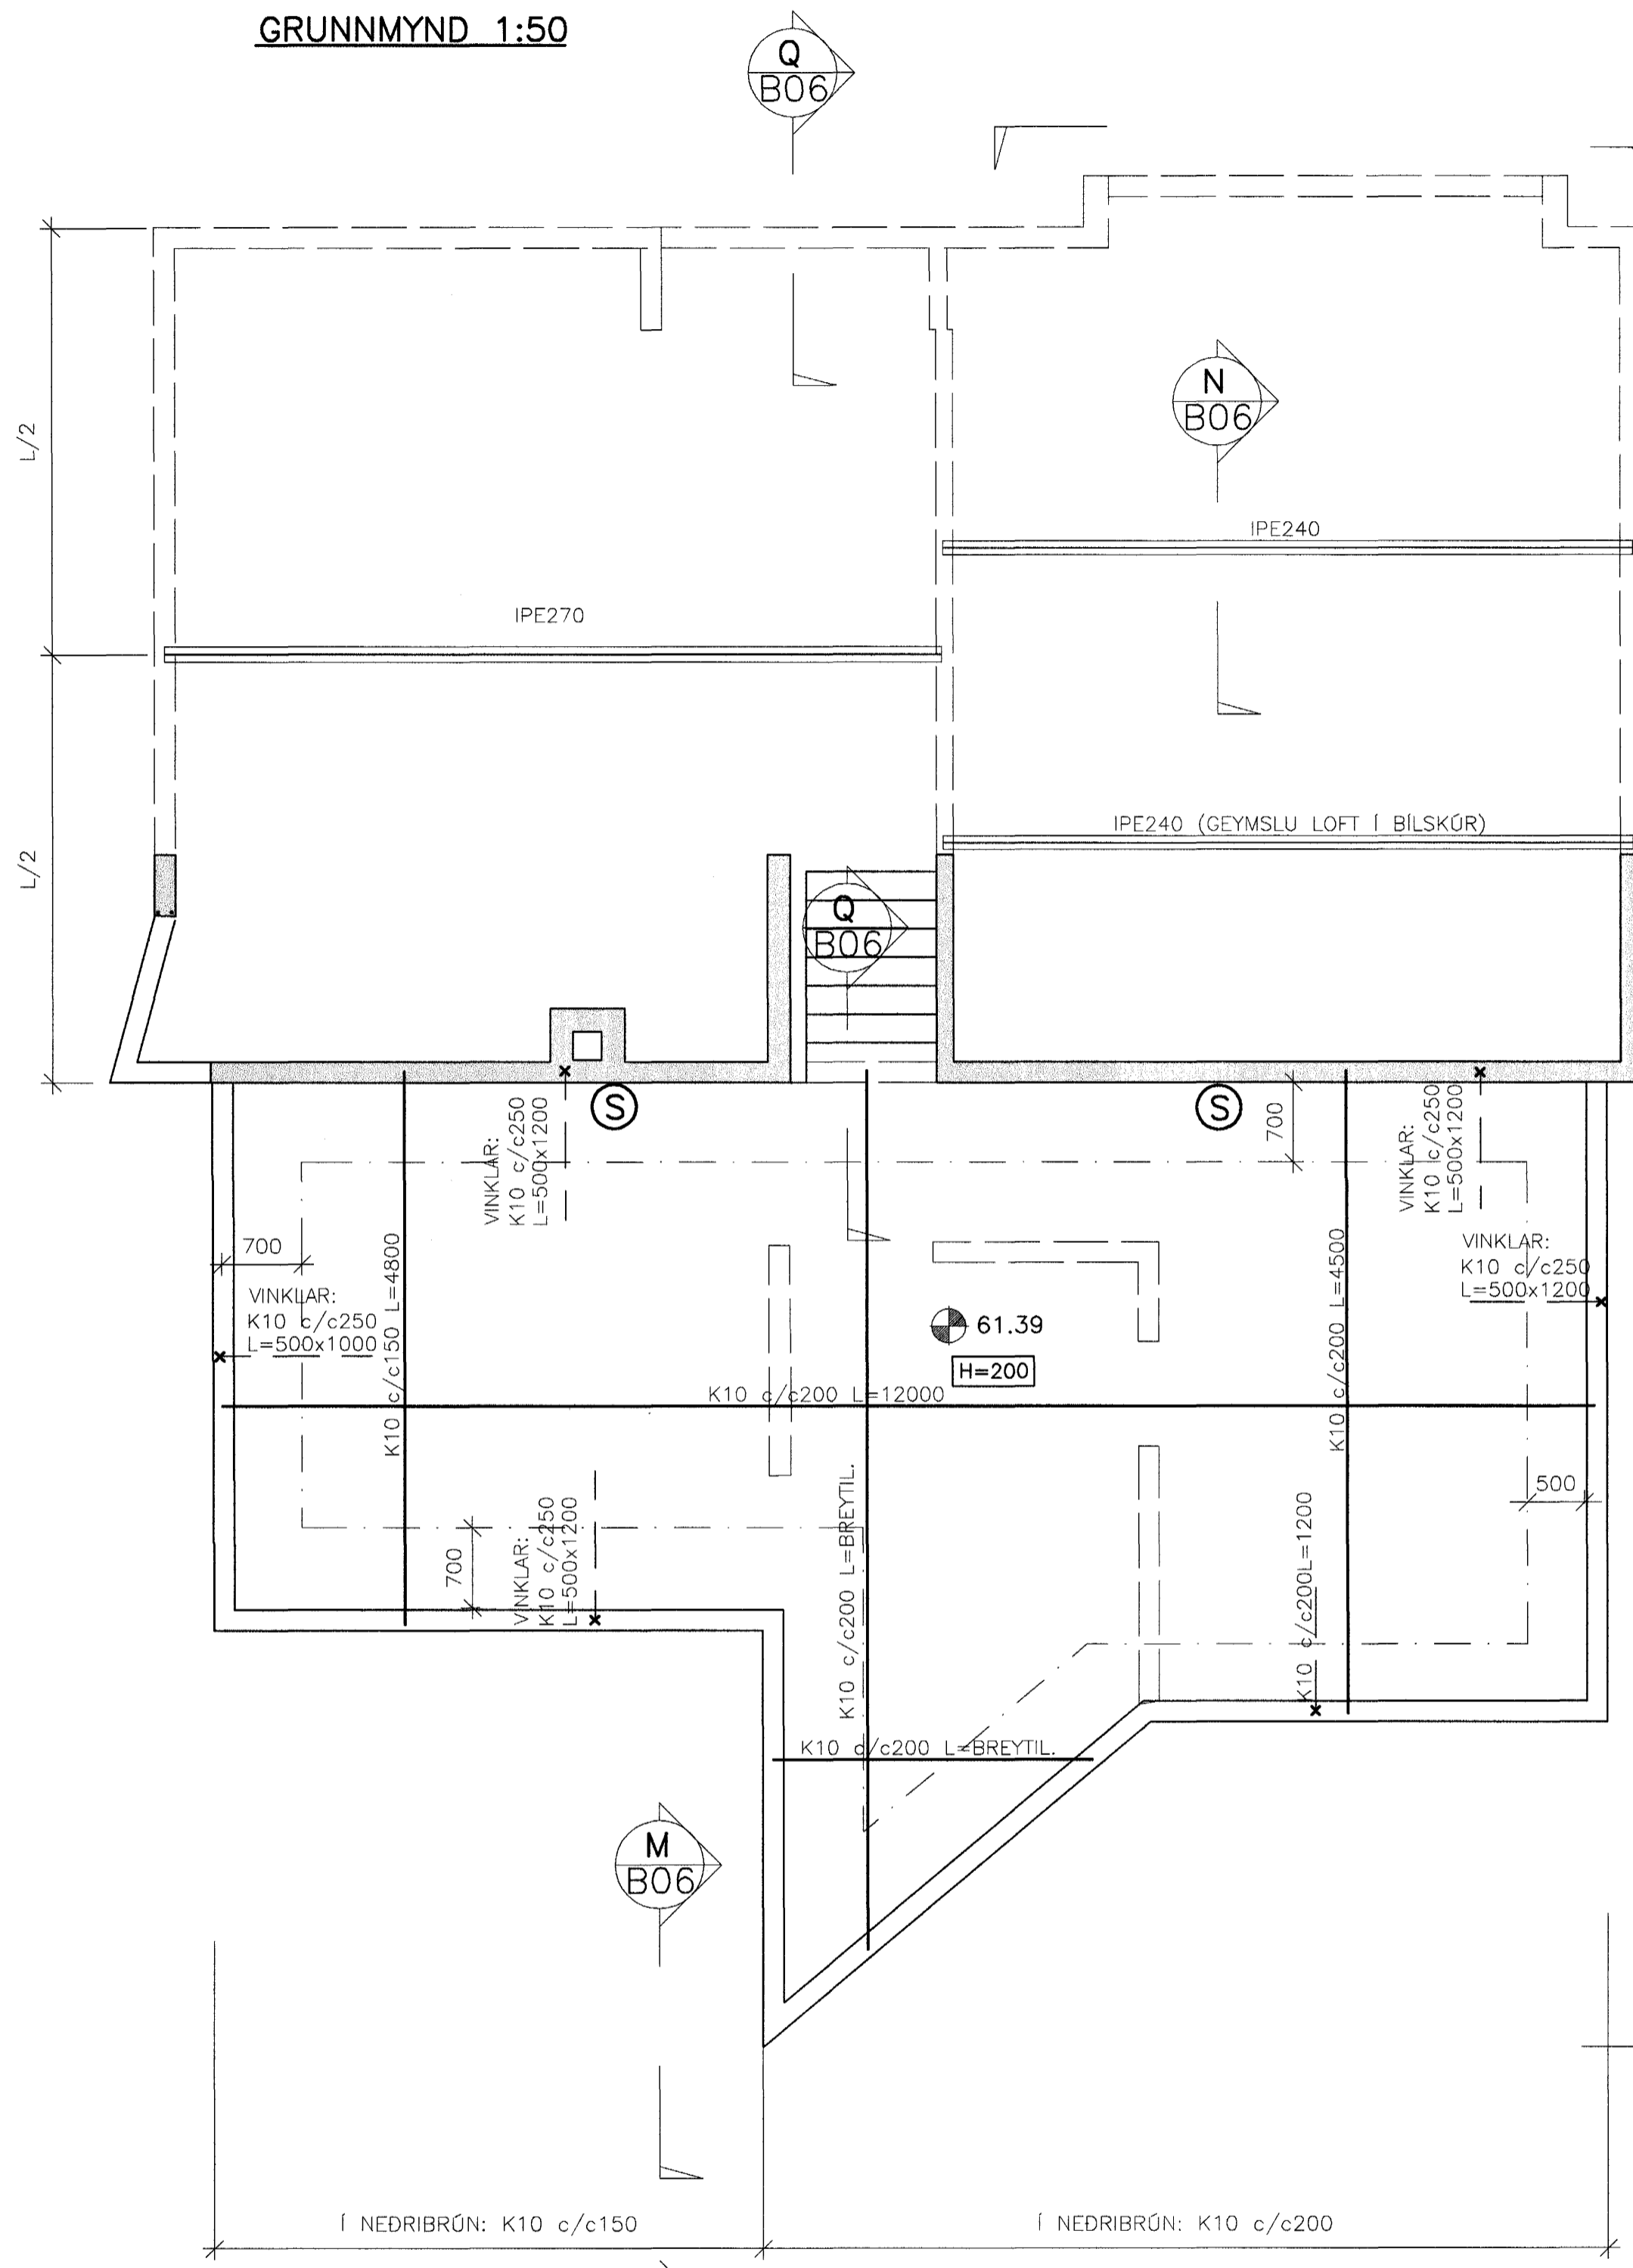 GRUNNMYND 1:50
Q
B06
N
B06
L/2
IPE240
IPE270
IPE240 (GEYMSLU LOFT Í BÍLSKÚR)
L/2
Q
B06
S
S
VINKLAR:
K10 c/c250
L=500x1200
700
VINKLAR:
K10 c/c250
L=500x1200
700
VINKLAR:
K10 c/c250
L=500x1000
K10 c/c150 L=4800
61.39
H=200
K10 c/c200 L=4500
VINKLAR:
K10 c/c250
L=500x1200
K10 c/c200 L=12000
700
VINKLAR:
K10 c/c250
L=500x1200
K10 c/c200 L=BREYTIL.
K10 c/c200L=1200
500
K10 c/c200 L=BREYTIL.
M
B06
Í NEÐRIBRÚN: K10 c/c150
Í NEÐRIBRÚN: K10 c/c200